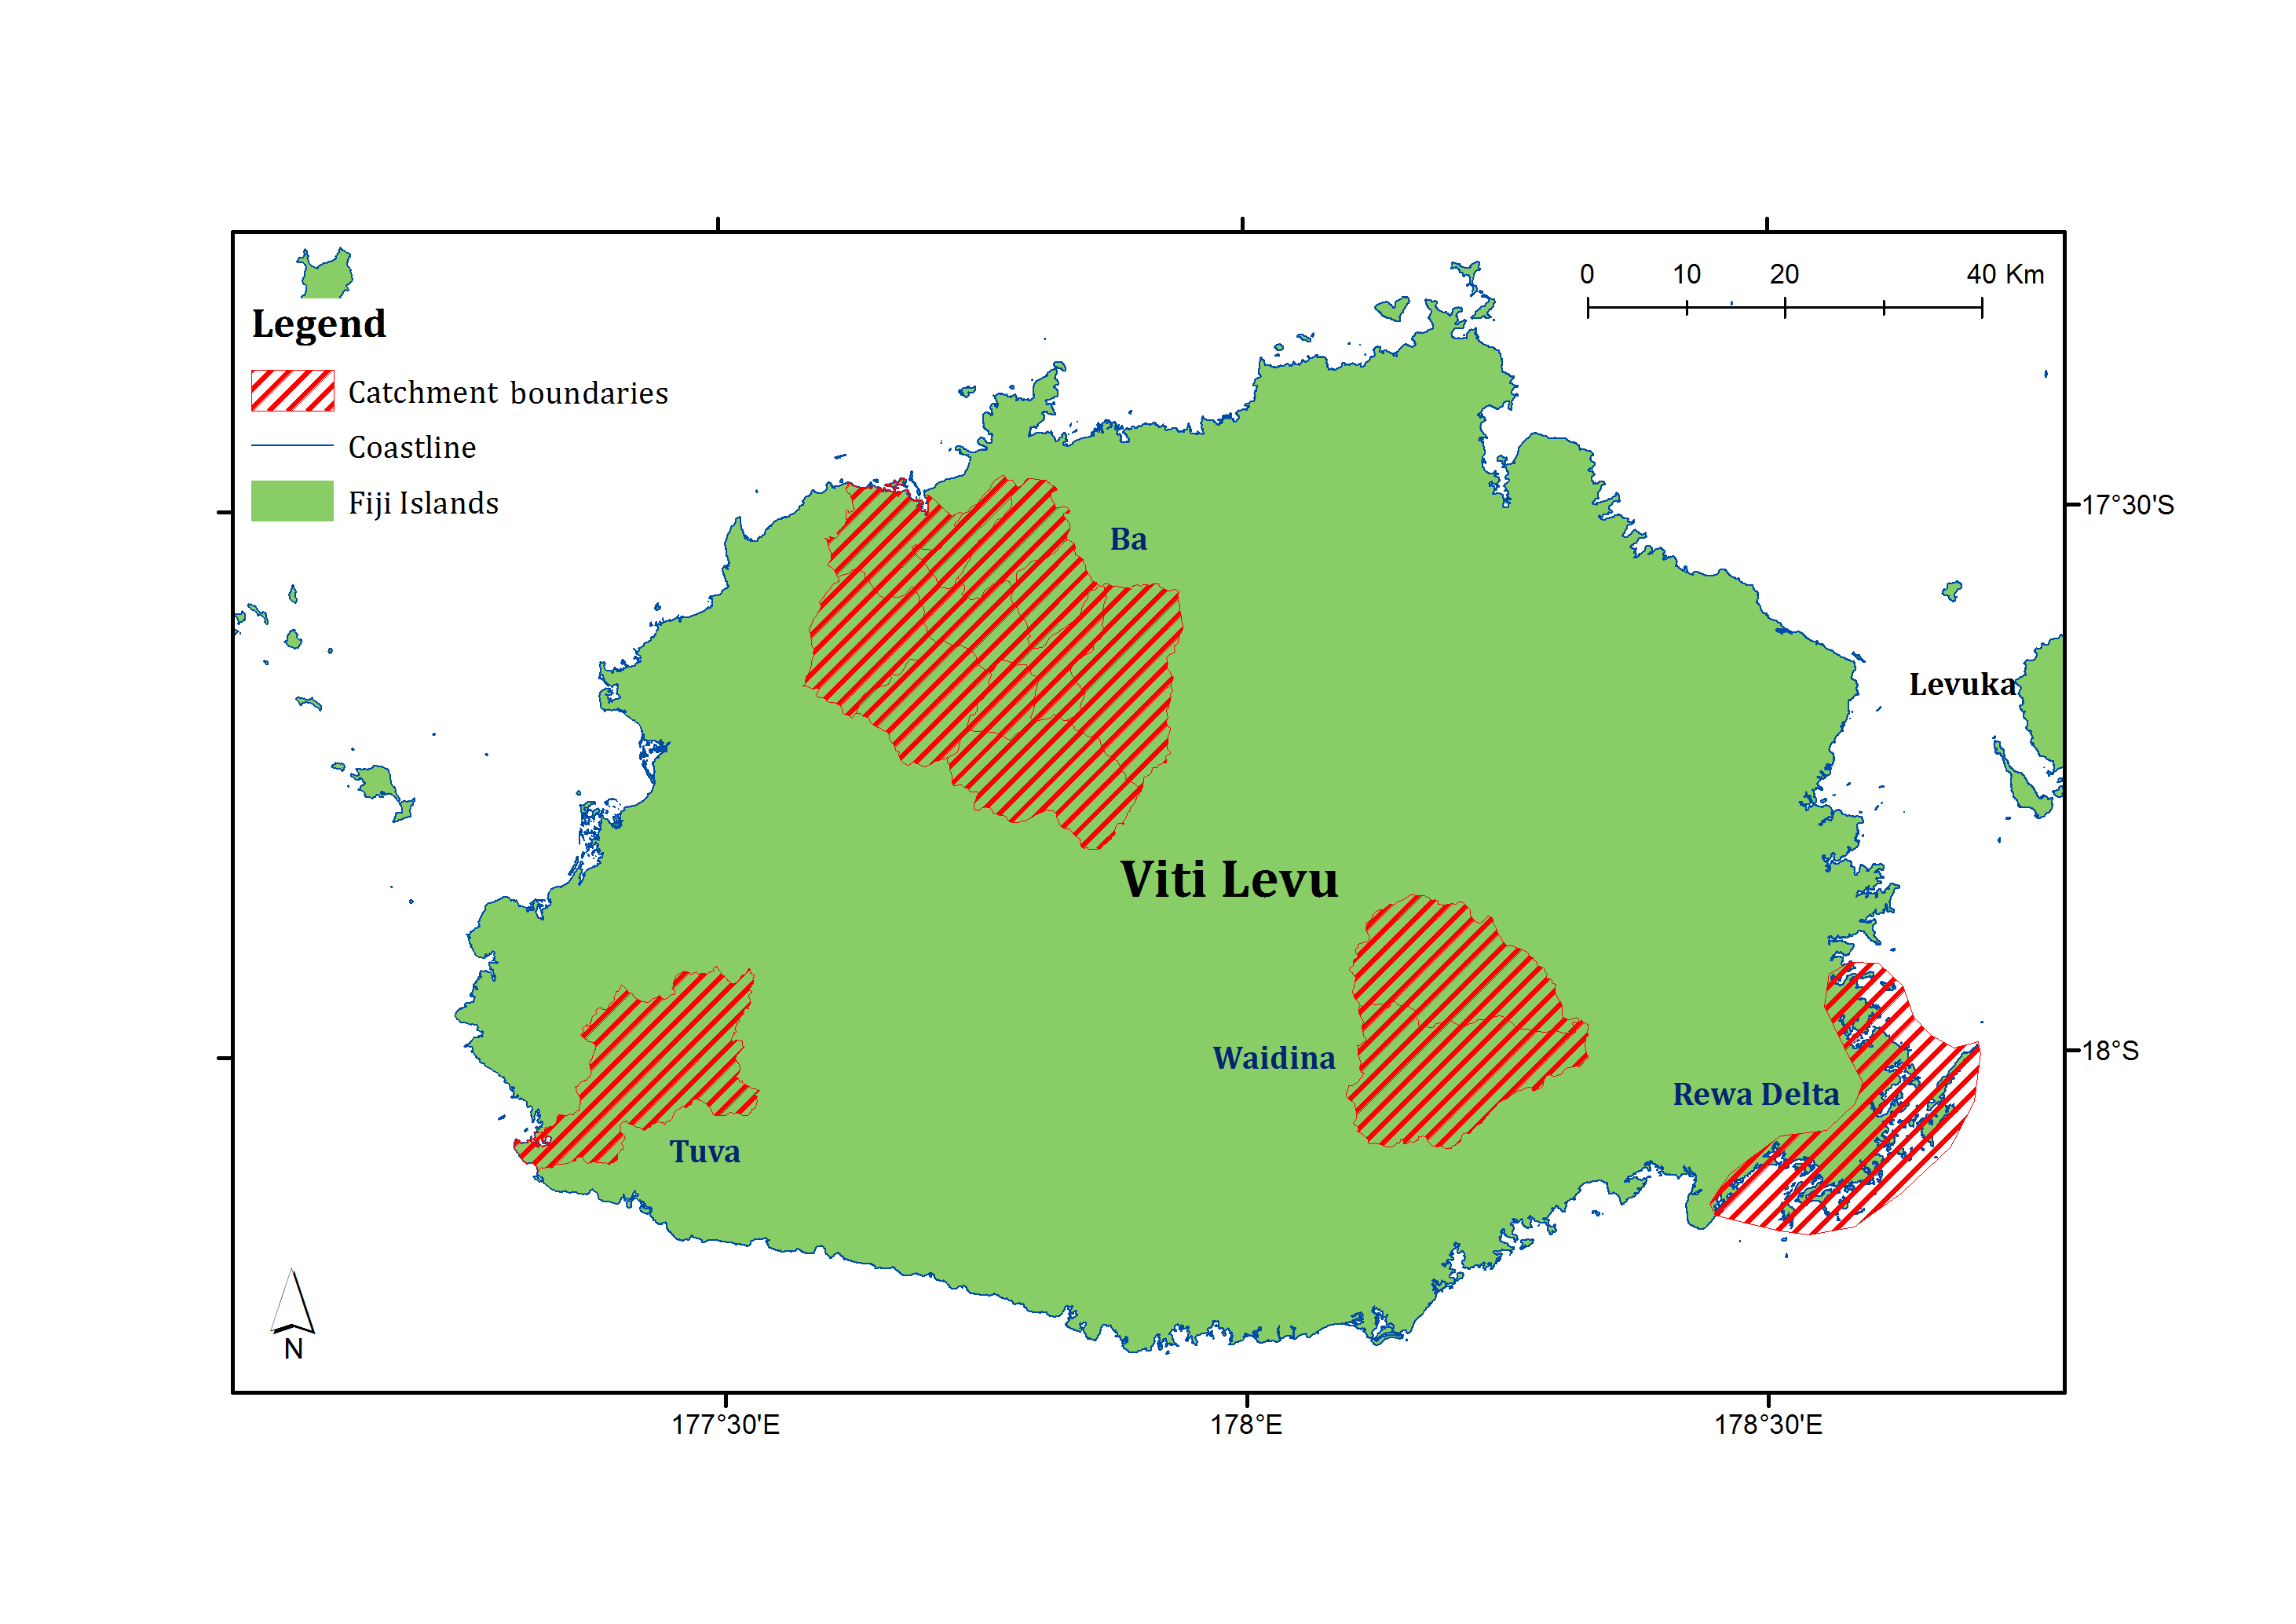 0 10 20 40 Km
Legend
Catchment boundaries
Coastline
Fiji Islands
17°30'S
Ba
Levuka
Viti Levu
18°S
Waidina
Rewa Delta
Tuva
N
177°30'E 178°E 178°30'E